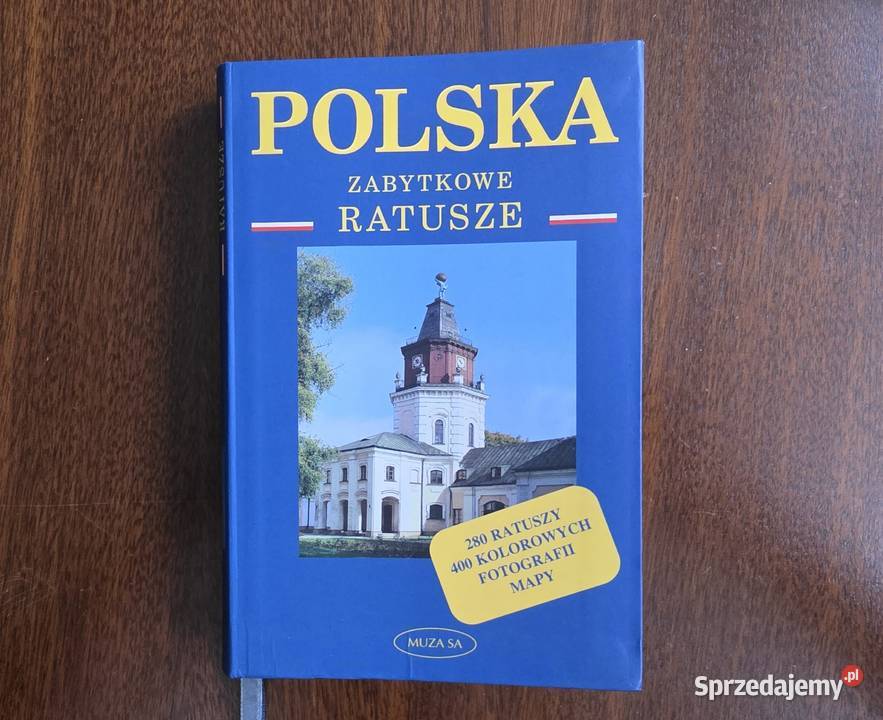 POLSKA
ZABYTKOWE
RATUSZE
RATUSZE
280 RATUSZY
400 KOLOROWYCH
FOTOGRAFII
MAPY
MUZA SA
Sprzedajemy.pl